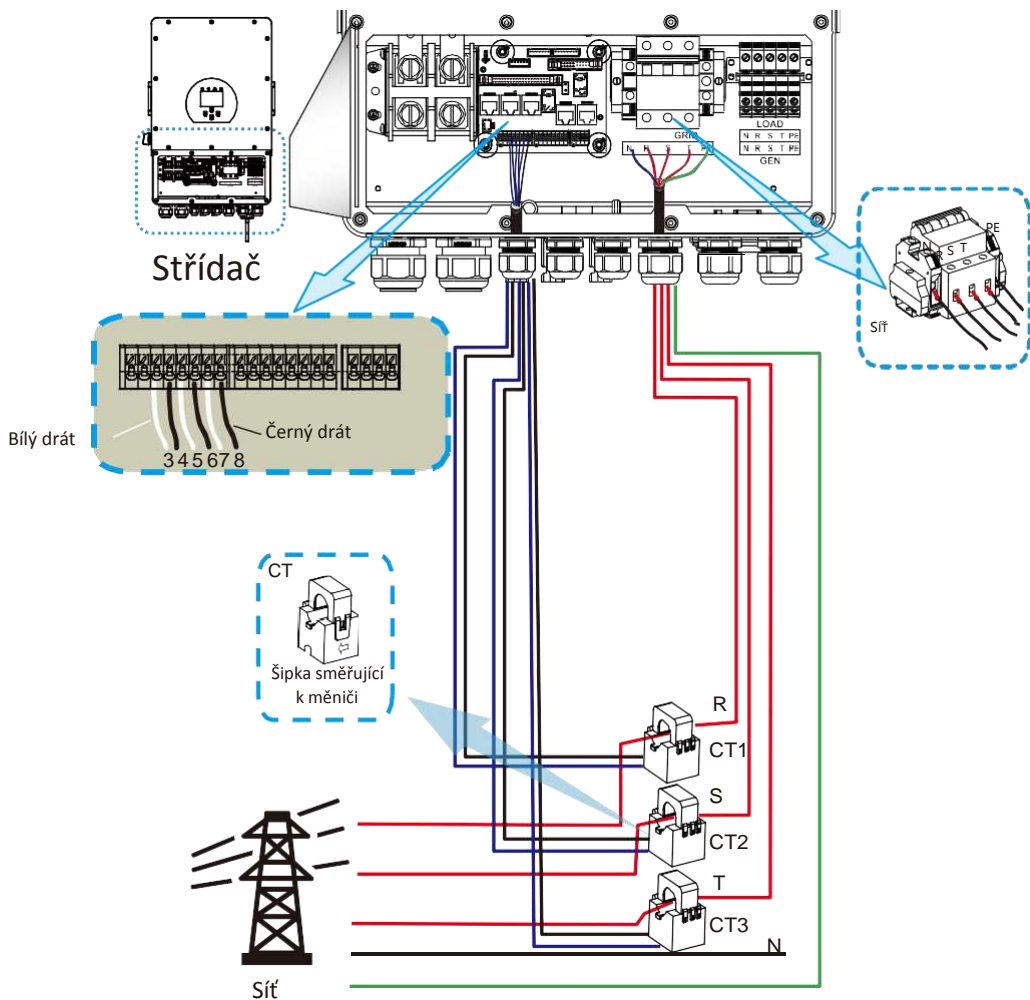 LOAD
N R S T PE
N R S T PE
GEN
GRID
N R S T PE
Střídač
PE
R S T
Síť
Bílý drát
Černý drát
3 4 5 6 7 8
CT
Šipka směřující
k měniči
R
CT1
S
CT2
T
CT3
N
Síť